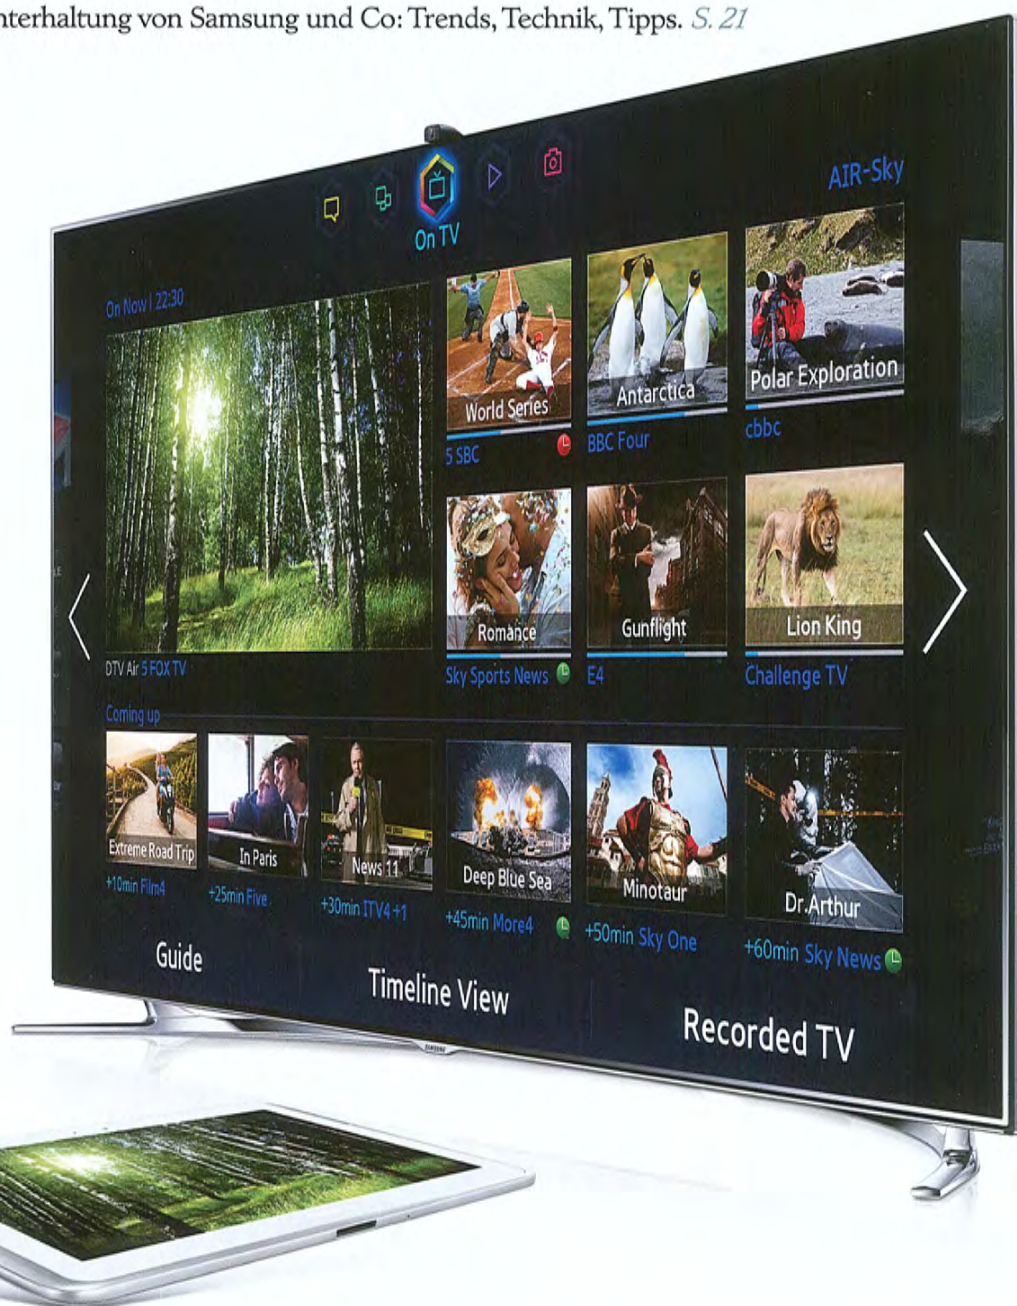 nterhaltung von Samsung und Co: Trends, Technik, Tipps. S. 21
AIR-Sky
On TV
On Now | 22:30
World Series
Antarctica
Polar Exploration
5 SBC
BBC Four
cbbc
Romance
Gunflight
Lion King
DTV Air 5 FOX TV
Sky Sports News
E4
Challenge TV
Coming up
Extreme Road Trip
In Paris
News 11
Deep Blue Sea
Minotaur
Dr.Arthur
+10min Film4
+25min Five
+30min ITV4 +1
+45min More4
+50min Sky One
+60min Sky News
Guide
Timeline View
Recorded TV
SAMSUNG